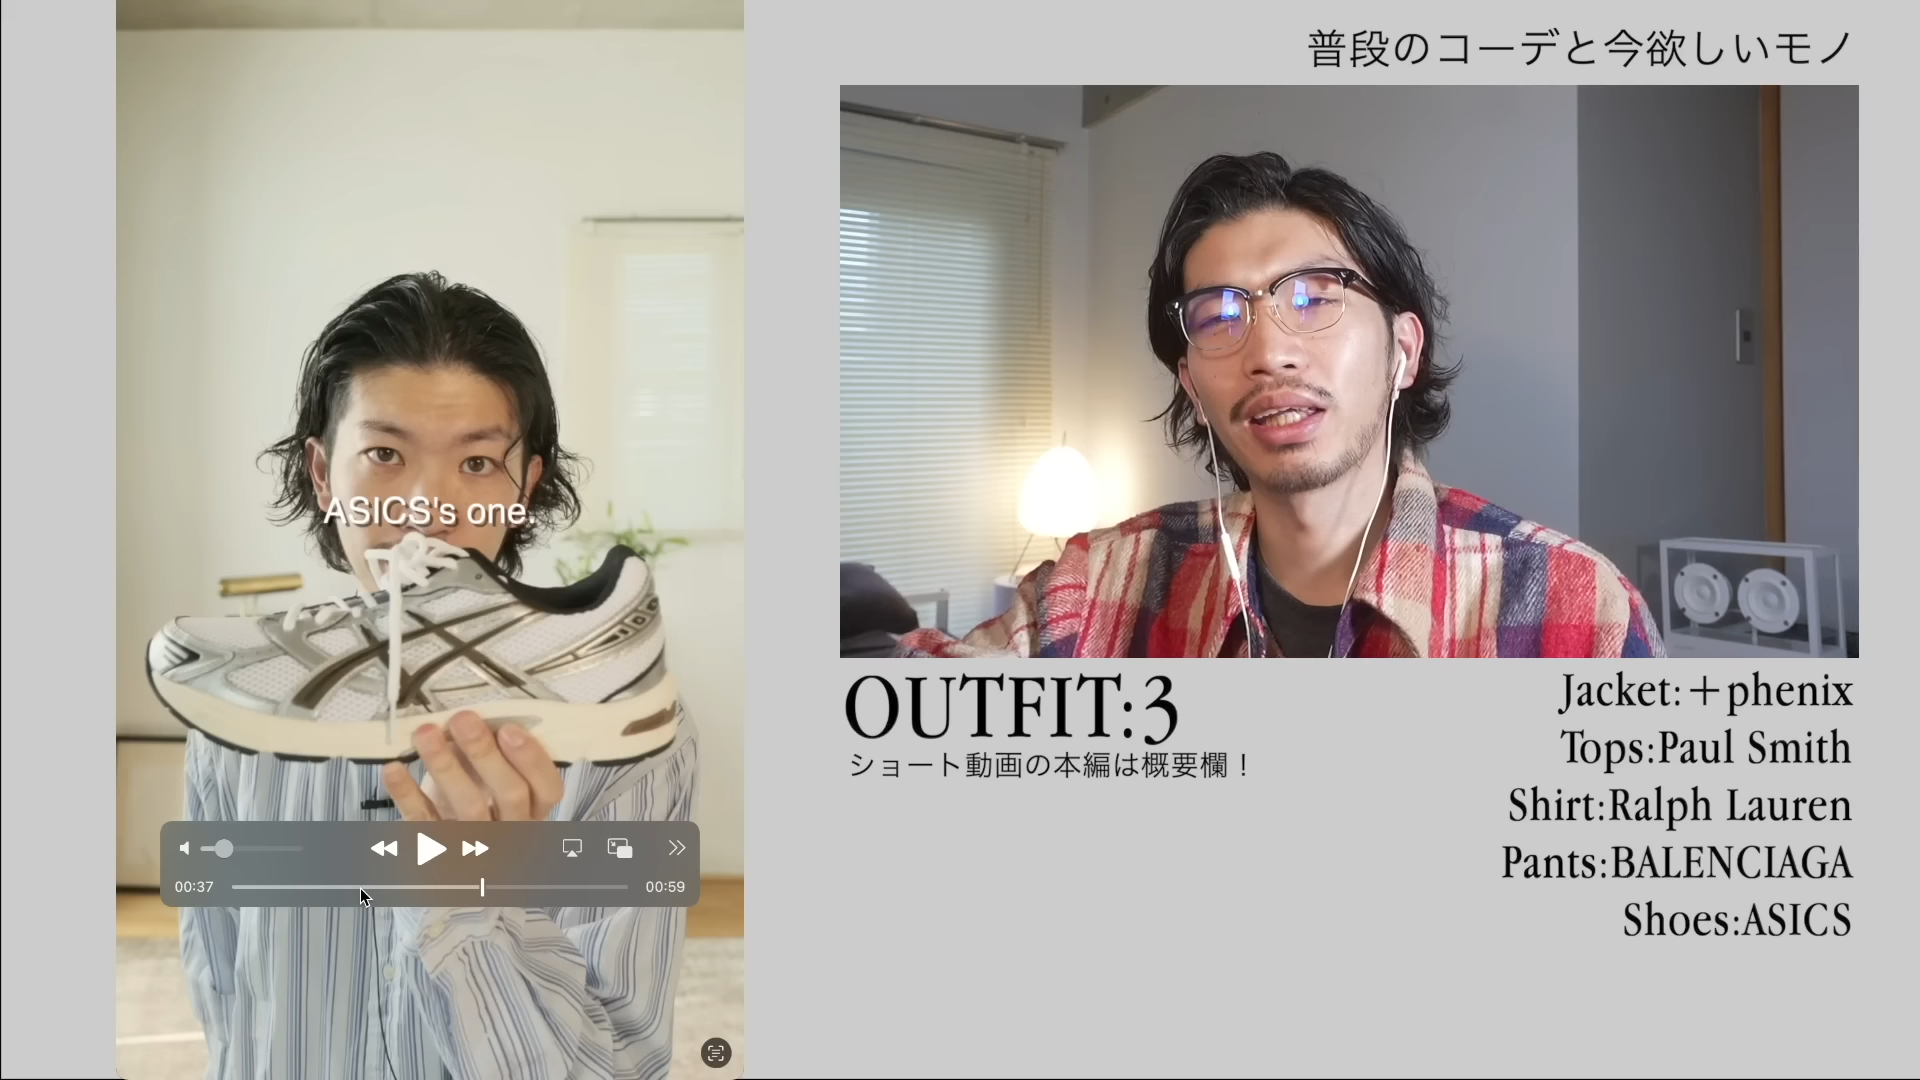 普段のコーデと今欲しいモノ
ASICS's one.
00:37
00:59
OUTFIT:3
ショート動画の本編は概要欄！
Jacket:+phenix
Tops:Paul Smith
Shirt:Ralph Lauren
Pants:BALENCIAGA
Shoes:ASICS